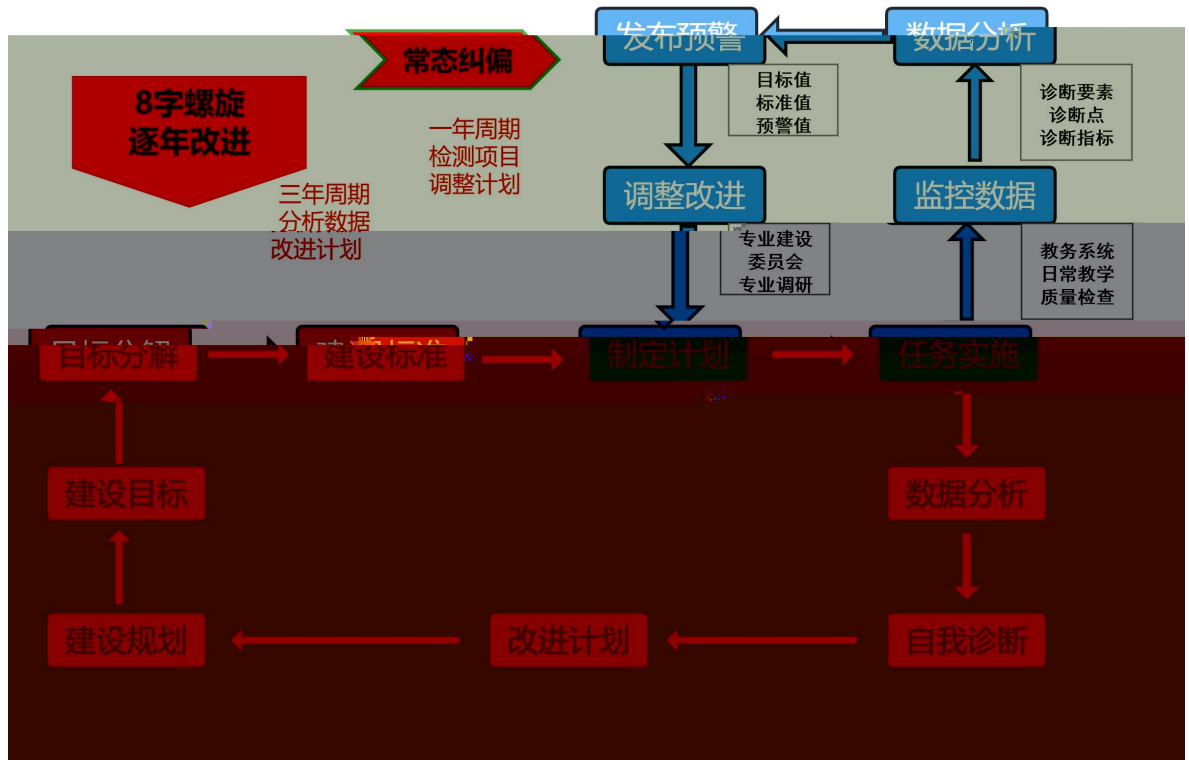 发布预警
数据分析
常态纠偏
8字螺旋
逐年改进
目标值
标准值
预警值
诊断要素
诊断点
诊断指标
一年周期
检测项目
调整计划
三年周期
分析数据
改进计划
调整改进
监控数据
专业建设
委员会
专业调研
教务系统
日常教学
质量检查
目标分解
建设标准
制定计划
任务实施
建设目标
数据分析
建设规划
改进计划
自我诊断